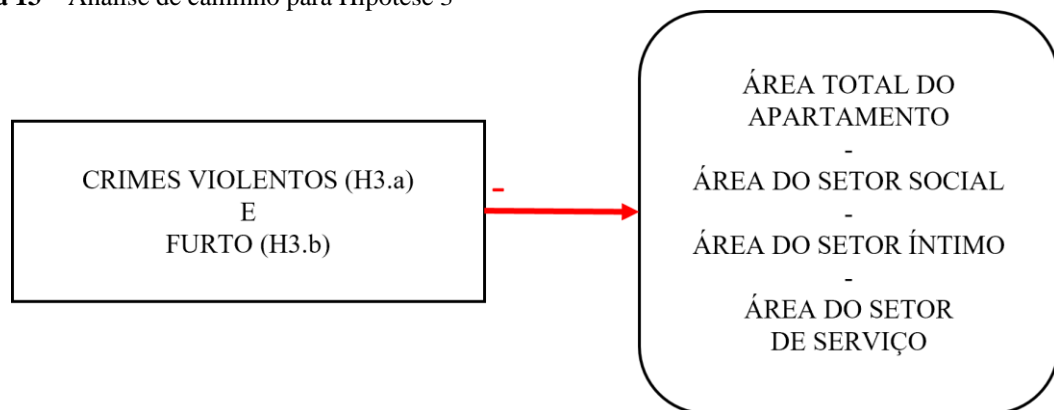 13 – Análise de caminho para Hipótese 3
CRIMES VIOLENTOS (H3.a)
E
FURTO (H3.b)
-
ÁREA TOTAL DO
APARTAMENTO
-
ÁREA DO SETOR SOCIAL
-
ÁREA DO SETOR ÍNTIMO
-
ÁREA DO SETOR
DE SERVIÇO